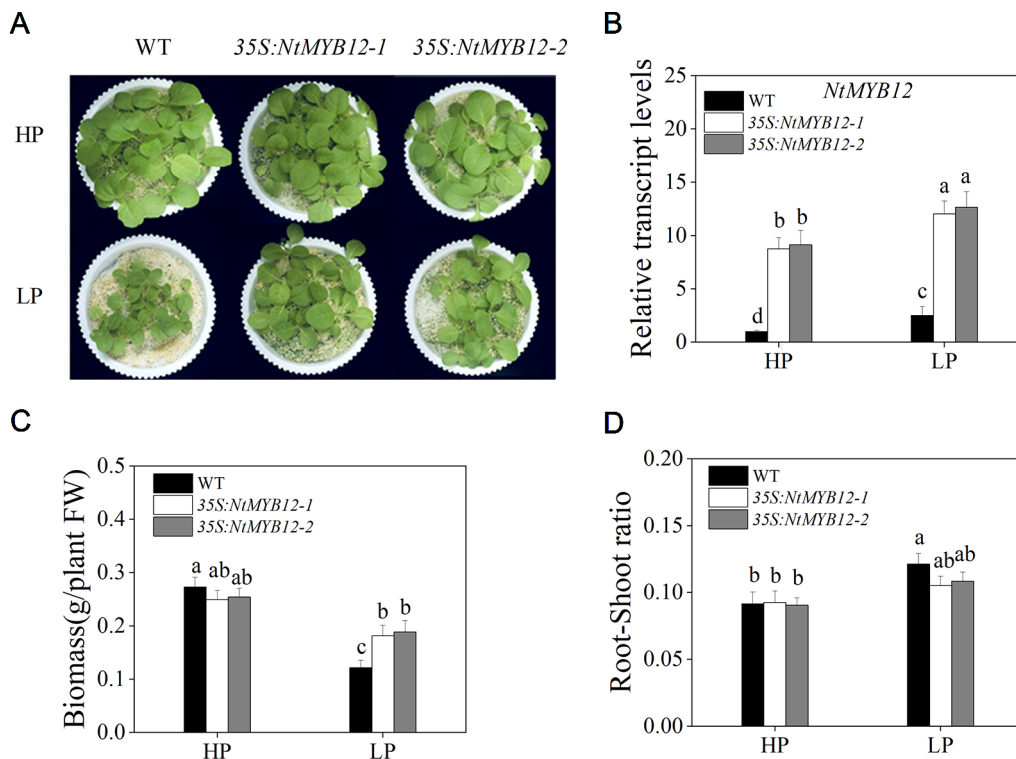 A
WT
35S:NtMYB12-1
35S:NtMYB12-2
HP
LP
B
Relative transcript levels
25
20
15
10
5
0
NtMYB12
WT
35S:NtMYB12-1
35S:NtMYB12-2
d
b
b
c
a
a
HP
LP
C
Biomass(g/plant FW)
0.5
0.4
0.3
0.2
0.1
0.0
WT
35S:NtMYB12-1
35S:NtMYB12-2
a
ab
ab
c
b
b
HP
LP
D
Root-Shoot ratio
0.20
0.15
0.10
0.05
0.00
WT
35S:NtMYB12-1
35S:NtMYB12-2
b
b
b
a
ab
ab
HP
LP